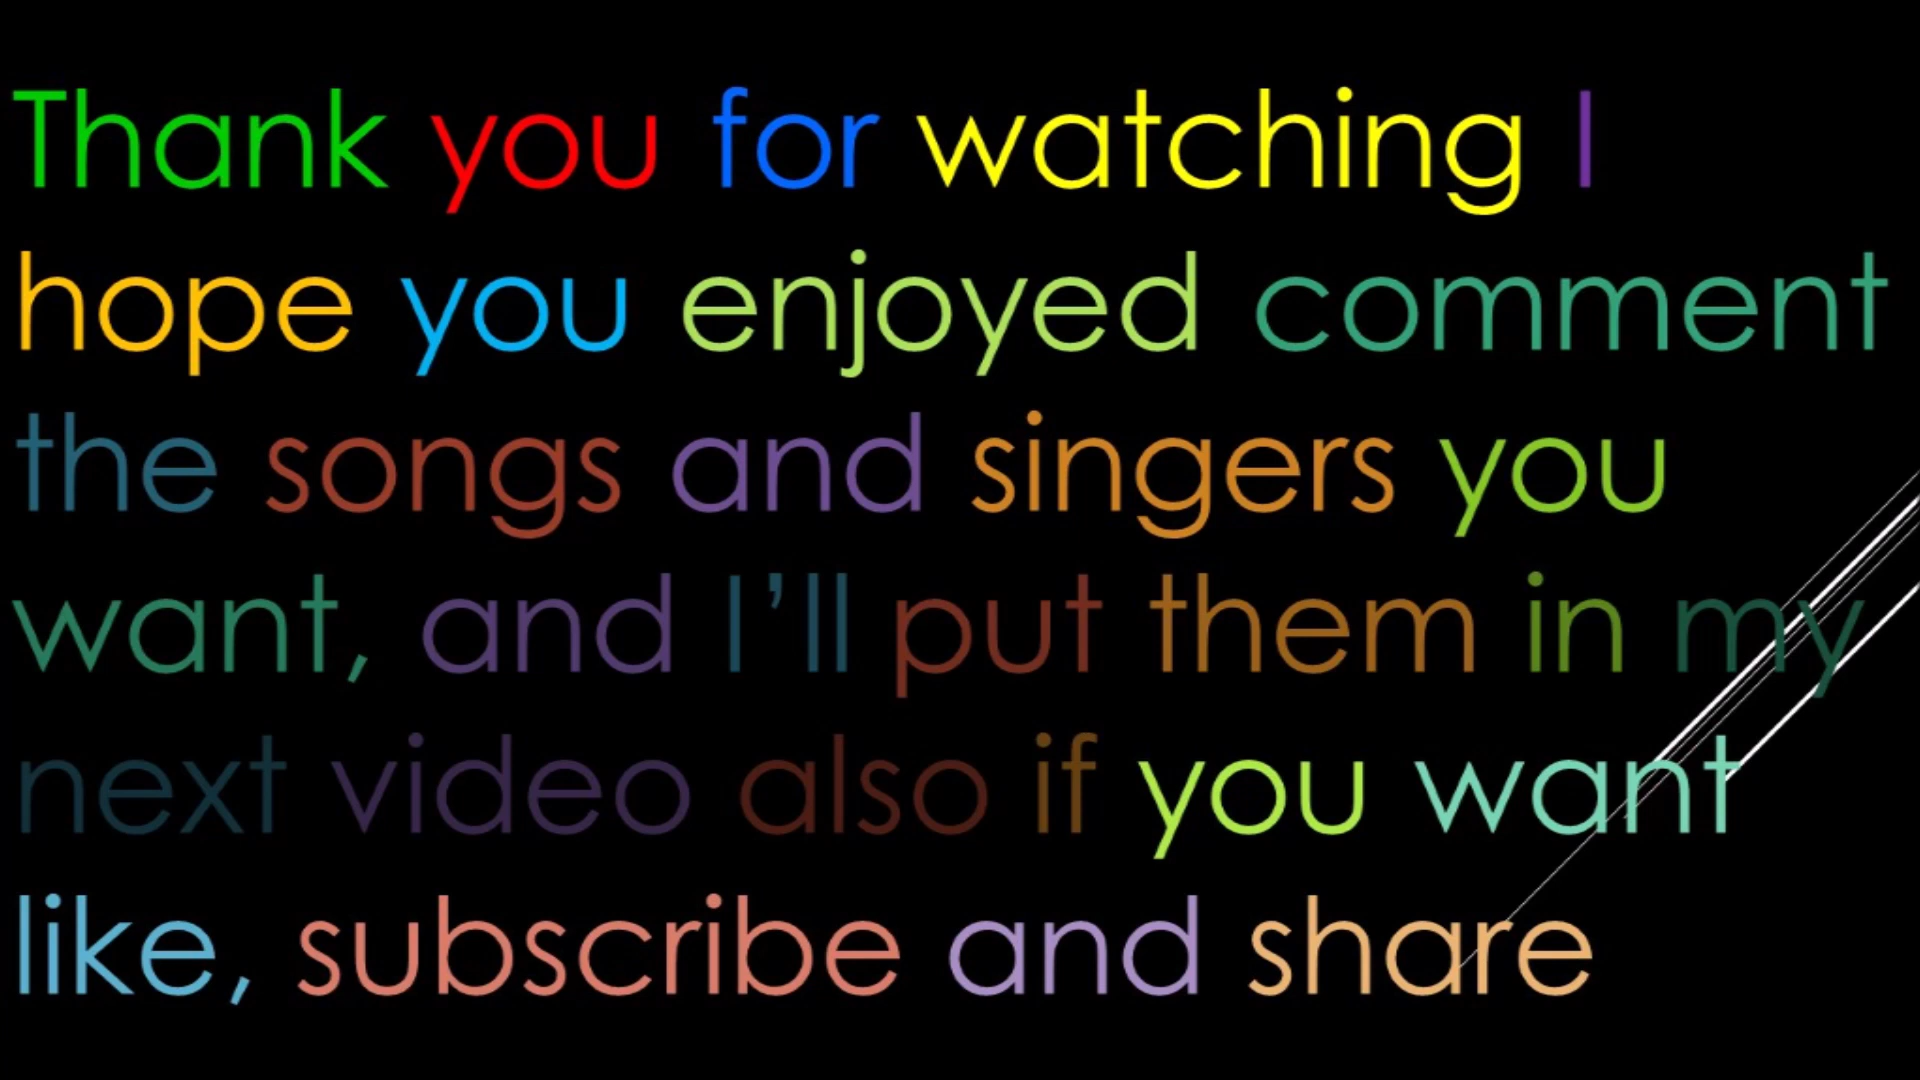 Thank you for watching I
hope you enjoyed comment
the songs and singers you
want, and I’ll put them in my
next video also if you want
like, subscribe and share